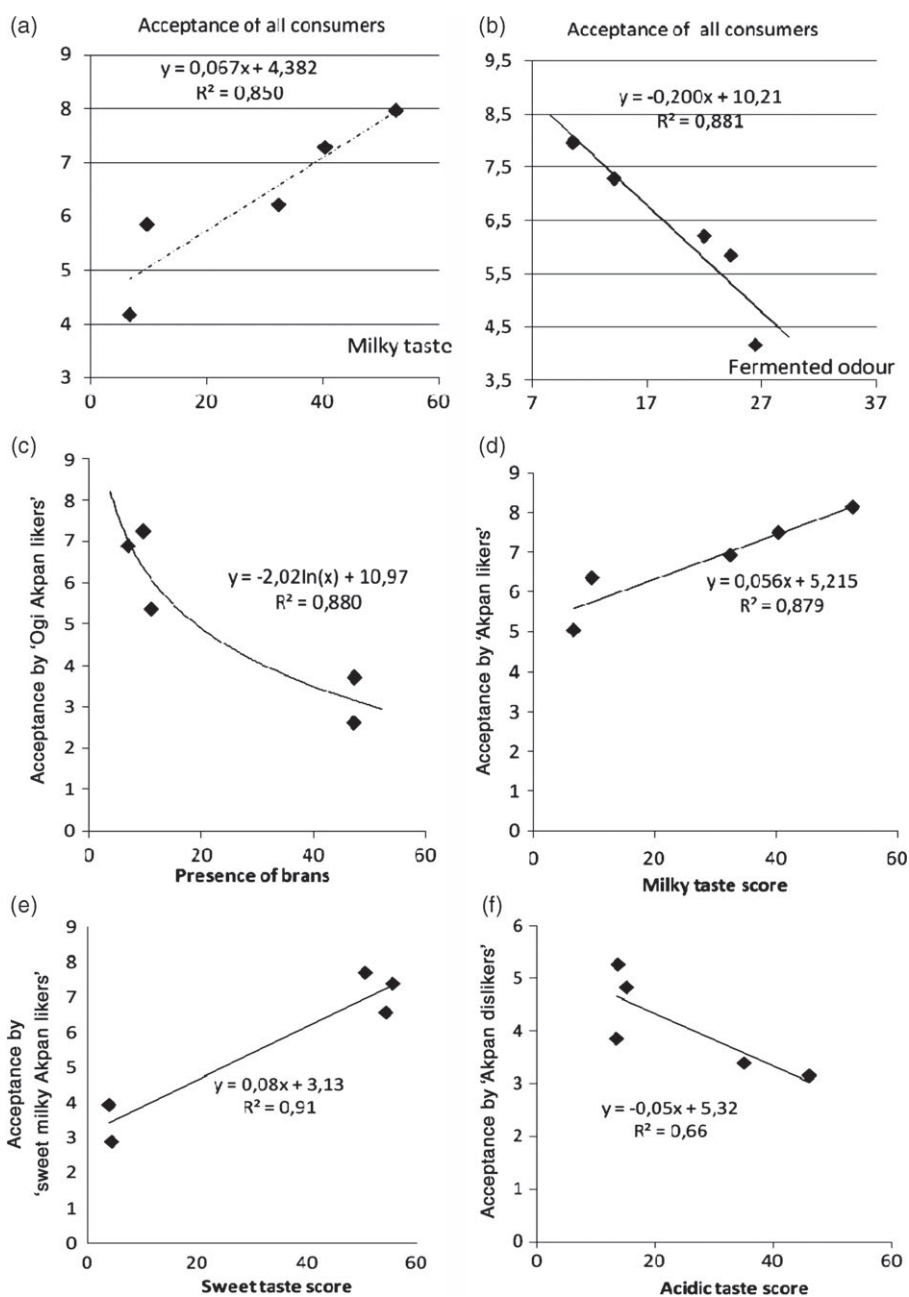 (a)
Acceptance of all consumers
9
8
7
6
5
4
3
y = 0,067x + 4,382
R² = 0,850
Milky taste
0 20 40 60
(b)
Acceptance of all consumers
9,5
8,5
7,5
6,5
5,5
4,5
3,5
y = -0,200x + 10,21
R² = 0,881
Fermented odour
7 17 27 37
(c)
Acceptance by 'Ogi Akpan likers'
9
8
7
6
5
4
3
2
1
0
y = -2,02ln(x) + 10,97
R² = 0,880
0 20 40 60
Presence of brans
(d)
Acceptance by 'Akpan likers'
9
8
7
6
5
4
3
2
1
0
y = 0,056x + 5,215
R² = 0,879
0 20 40 60
Milky taste score
(e)
Acceptance by
'sweet milky Akpan likers'
9
8
7
6
5
4
3
2
1
0
y = 0,08x + 3,13
R² = 0,91
0 20 40 60
Sweet taste score
(f)
Acceptance by 'Akpan dislikers'
6
5
4
3
2
1
0
y = -0,05x + 5,32
R² = 0,66
0 20 40 60
Acidic taste score